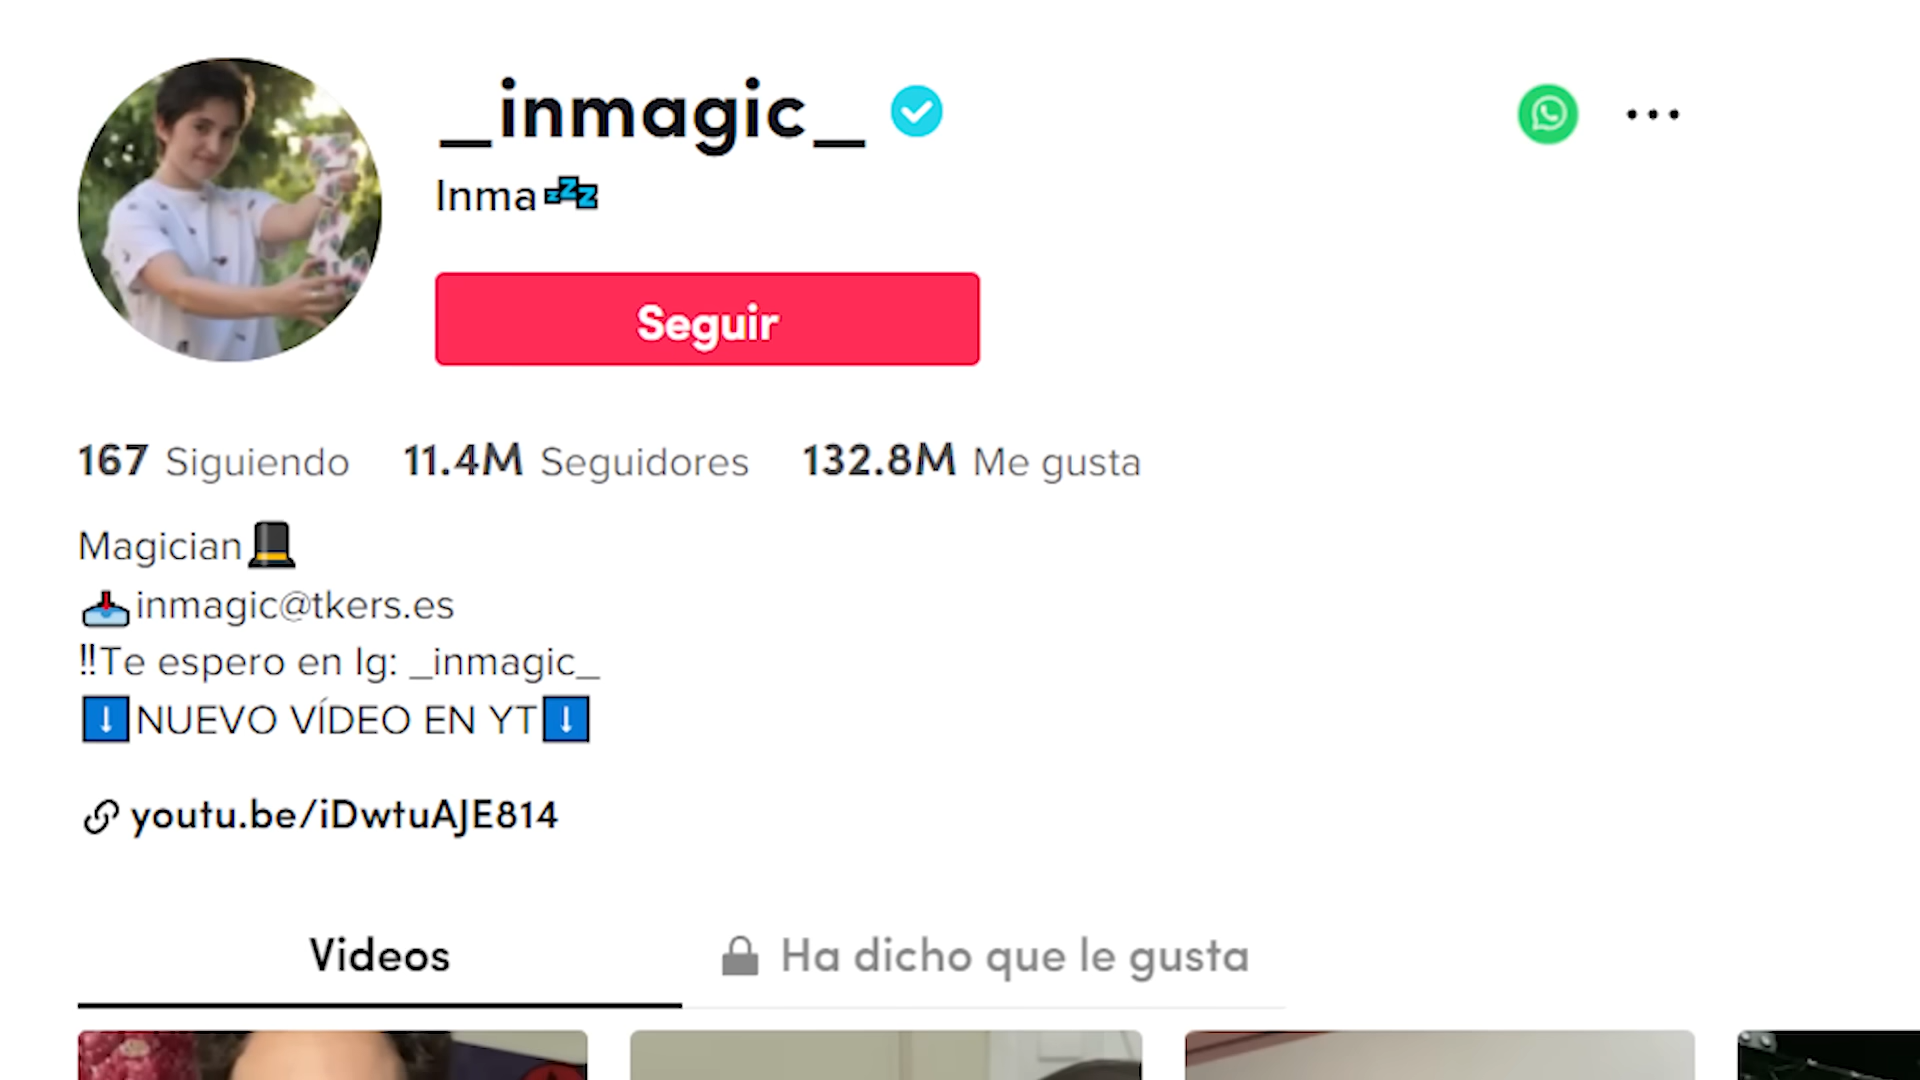 _inmagic_
Inma💤
Seguir
167 Siguiendo 11.4M Seguidores 132.8M Me gusta
Magician🎩
📥inmagic@tkers.es
‼Te espero en Ig: _inmagic_
⬇NUEVO VÍDEO EN YT⬇
youtu.be/iDwtuAJE814
Videos Ha dicho que le gusta